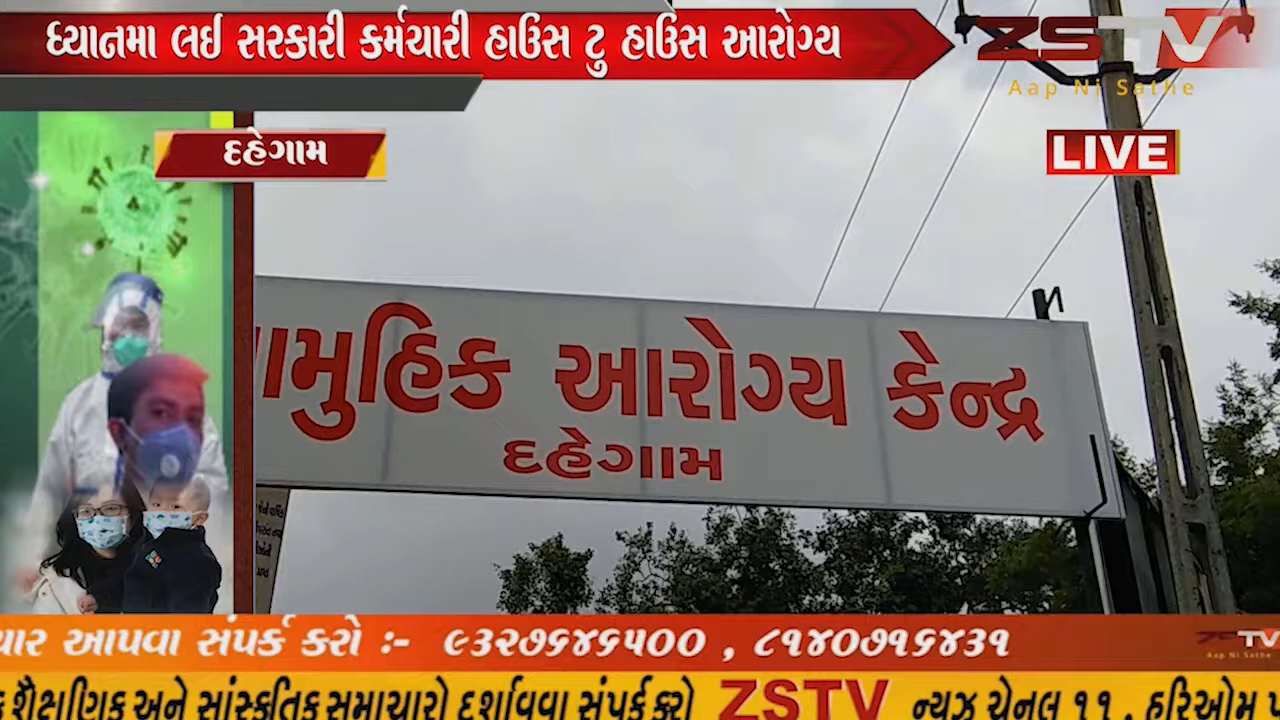 ધ્યાનમા લઈ સરકારી કર્મચારી હાઉસ ટુ હાઉસ આરોગ્ય
ZSTV
Aap Ni Sathe
દહેગામ
LIVE
આરોગ્ય કેન્દ્ર
દહેગામ
આપવા સંપર્ક કરો :- ૯૩૨૭૬૪૬૫૦૦ , ૮૧૪૦૭૧૬૪૩૧
ZSTV
Aap Ni Sathe
શૈક્ષણિક અને સાંસ્કૃતિક સમાચારો દર્શાવવા સંપર્ક કરો ZSTV ન્યુઝ ચેનલ ૧૧ , હરિઓમ